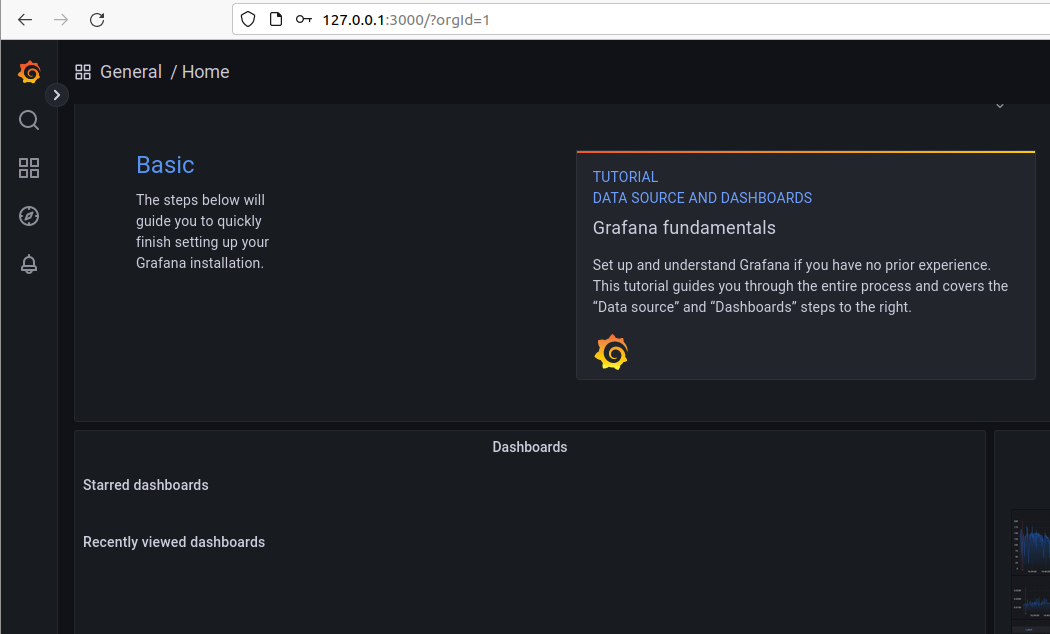 127.0.0.1:3000/?orgId=1
General / Home
Basic
The steps below will
guide you to quickly
finish setting up your
Grafana installation.
TUTORIAL
DATA SOURCE AND DASHBOARDS
Grafana fundamentals
Set up and understand Grafana if you have no prior experience.
This tutorial guides you through the entire process and covers the
“Data source” and “Dashboards” steps to the right.
Dashboards
Starred dashboards
Recently viewed dashboards